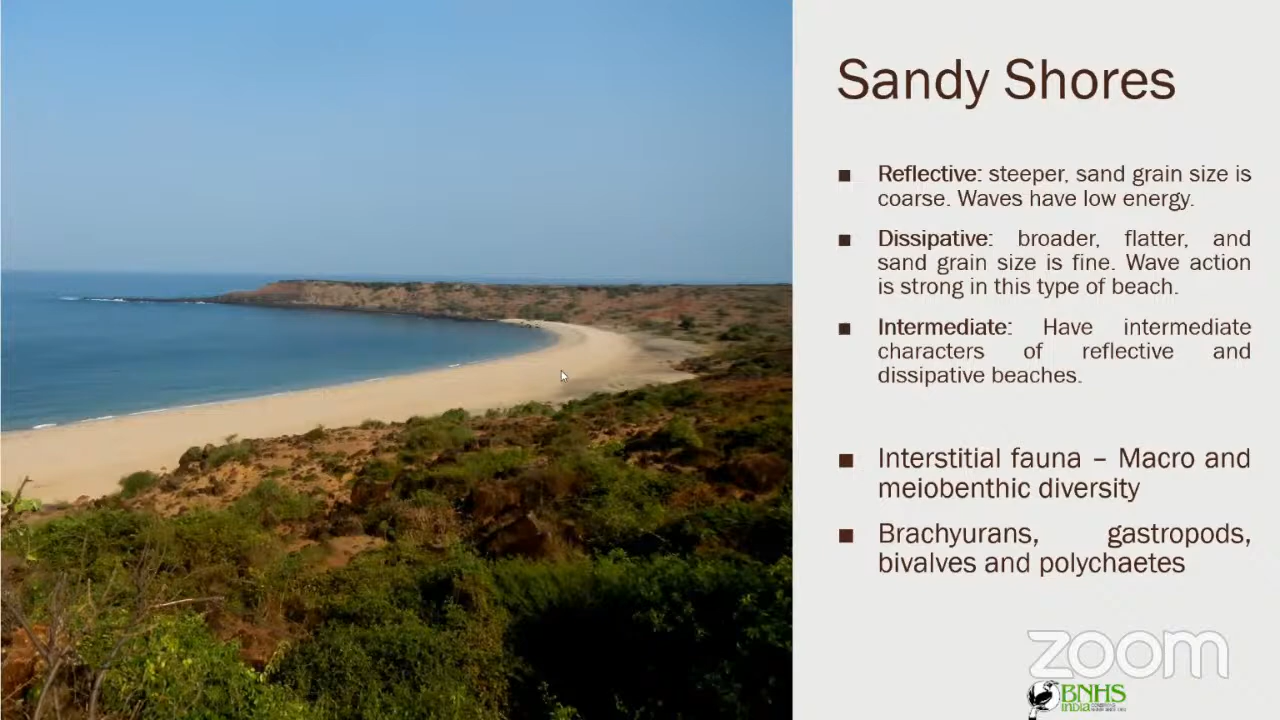 Sandy Shores
■ Reflective: steeper, sand grain size is
coarse. Waves have low energy.
■ Dissipative: broader, flatter, and
sand grain size is fine. Wave action
is strong in this type of beach.
■ Intermediate: Have intermediate
characters of reflective and
dissipative beaches.
■ Interstitial fauna – Macro and
meiobenthic diversity
■ Brachyurans, gastropods,
bivalves and polychaetes
zoom
BNHS
India